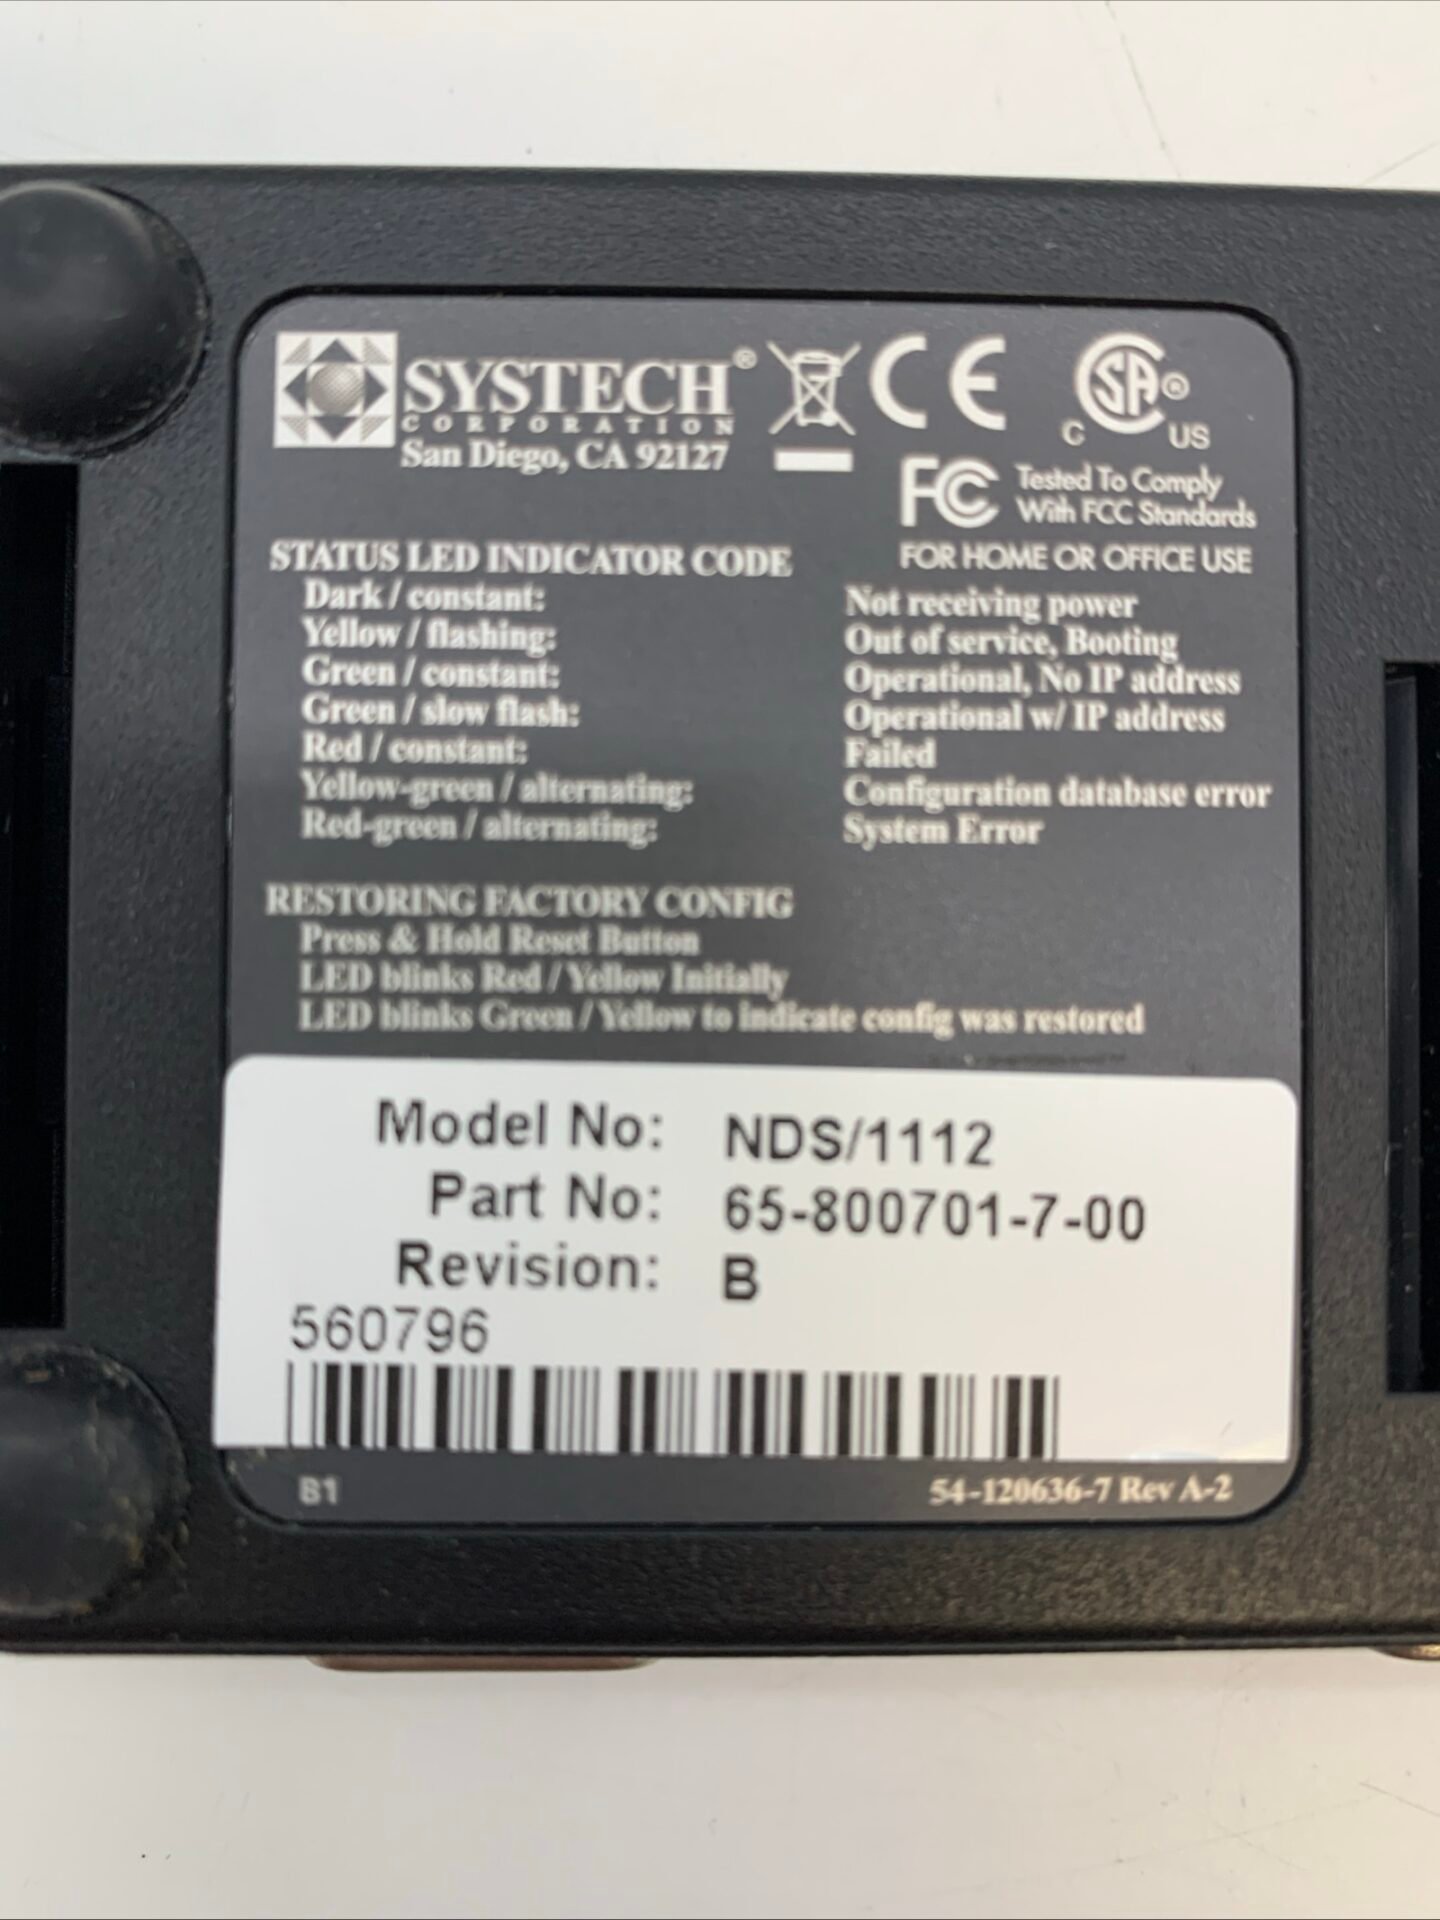 SYSTECH®
CORPORATION
San Diego, CA 92127
CE
C SA® US
FC Tested To Comply
With FCC Standards
FOR HOME OR OFFICE USE
STATUS LED INDICATOR CODE
Dark / constant: Not receiving power
Yellow / flashing: Out of service, Booting
Green / constant: Operational, No IP address
Green / slow flash: Operational w/ IP address
Red / constant: Failed
Yellow-green / alternating: Configuration database error
Red-green / alternating: System Error
RESTORING FACTORY CONFIG
Press & Hold Reset Button
LED blinks Red / Yellow Initially
LED blinks Green / Yellow to indicate config was restored
Model No: NDS/1112
Part No: 65-800701-7-00
Revision: B
560796
B1 54-120636-7 Rev A-2